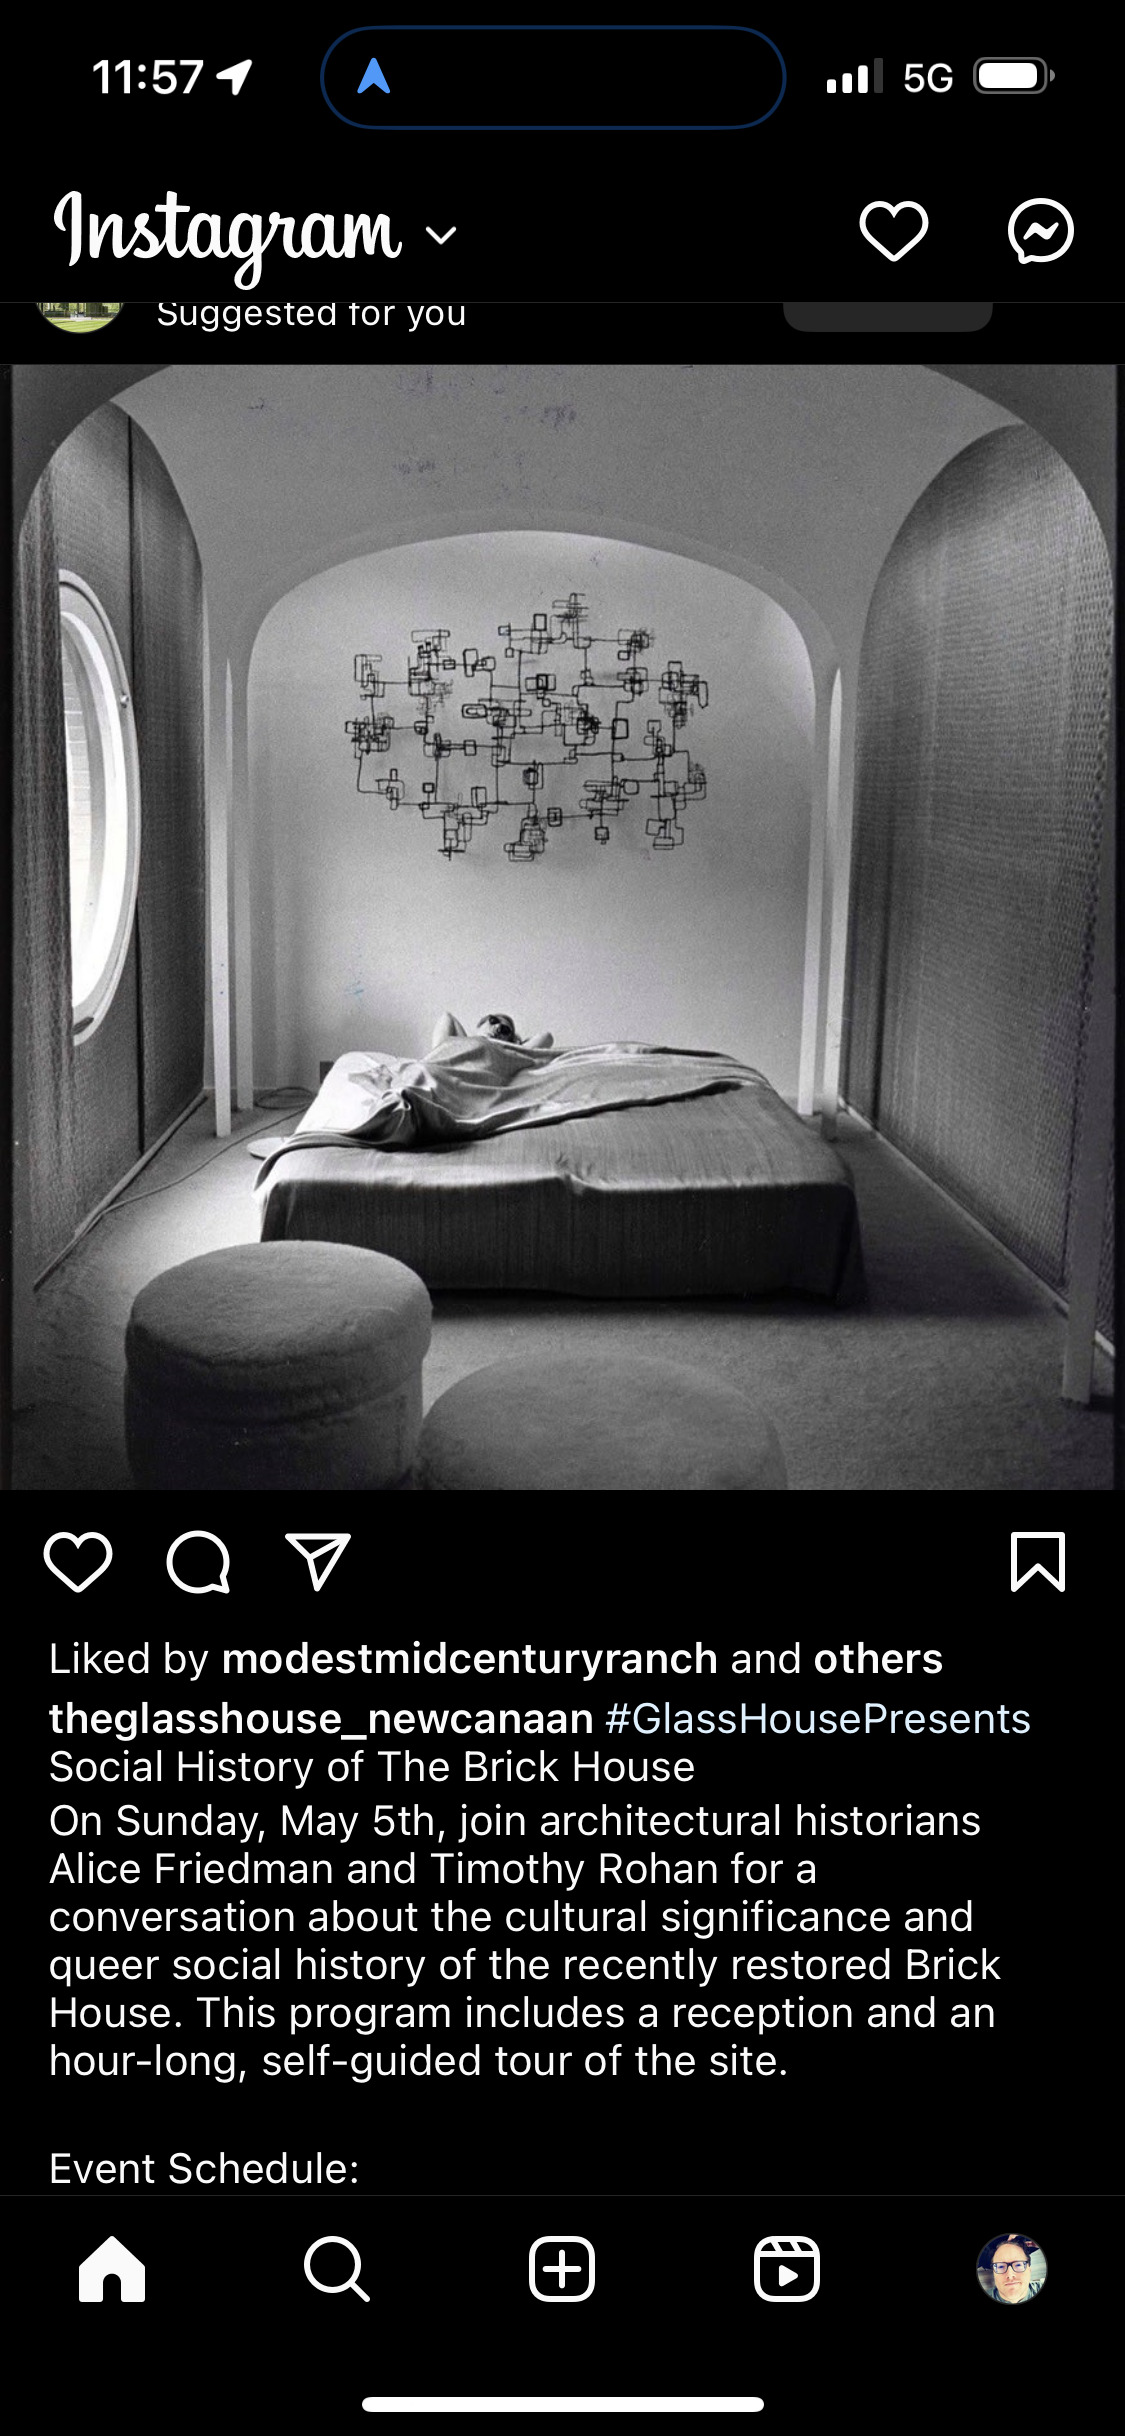 11:57
5G
Instagram
Suggested for you
Liked by modestmidcenturyranch and others
theglasshouse_newcanaan #GlassHousePresents
Social History of The Brick House
On Sunday, May 5th, join architectural historians
Alice Friedman and Timothy Rohan for a
conversation about the cultural significance and
queer social history of the recently restored Brick
House. This program includes a reception and an
hour-long, self-guided tour of the site.
Event Schedule: